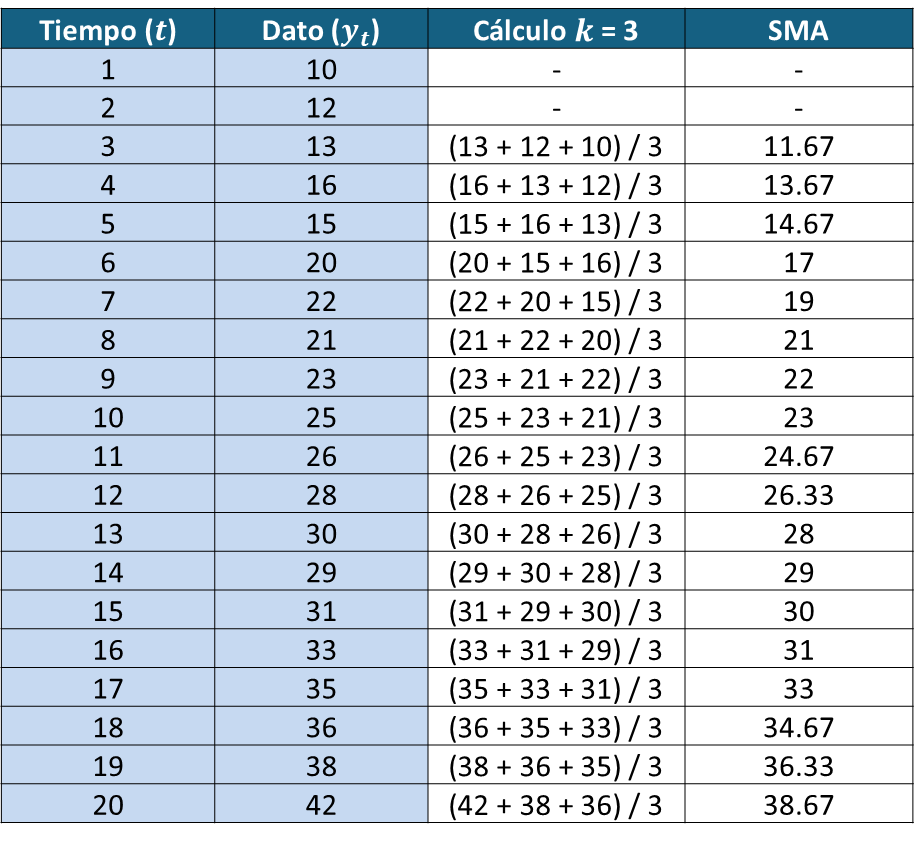 Tiempo (t) Dato (yₜ) Cálculo k = 3 SMA
1 10 - -
2 12 - -
3 13 (13 + 12 + 10) / 3 11.67
4 16 (16 + 13 + 12) / 3 13.67
5 15 (15 + 16 + 13) / 3 14.67
6 20 (20 + 15 + 16) / 3 17
7 22 (22 + 20 + 15) / 3 19
8 21 (21 + 22 + 20) / 3 21
9 23 (23 + 21 + 22) / 3 22
10 25 (25 + 23 + 21) / 3 23
11 26 (26 + 25 + 23) / 3 24.67
12 28 (28 + 26 + 25) / 3 26.33
13 30 (30 + 28 + 26) / 3 28
14 29 (29 + 30 + 28) / 3 29
15 31 (31 + 29 + 30) / 3 30
16 33 (33 + 31 + 29) / 3 31
17 35 (35 + 33 + 31) / 3 33
18 36 (36 + 35 + 33) / 3 34.67
19 38 (38 + 36 + 35) / 3 36.33
20 42 (42 + 38 + 36) / 3 38.67